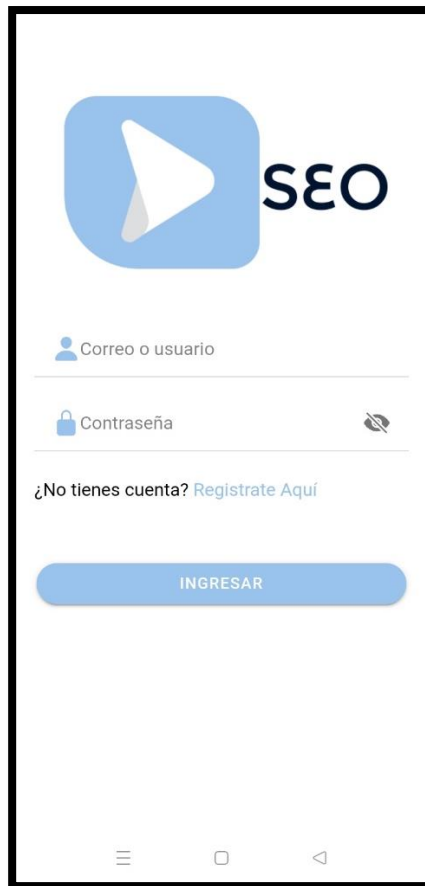 SEO
Correo o usuario
Contraseña
¿No tienes cuenta? Registrate Aquí
INGRESAR